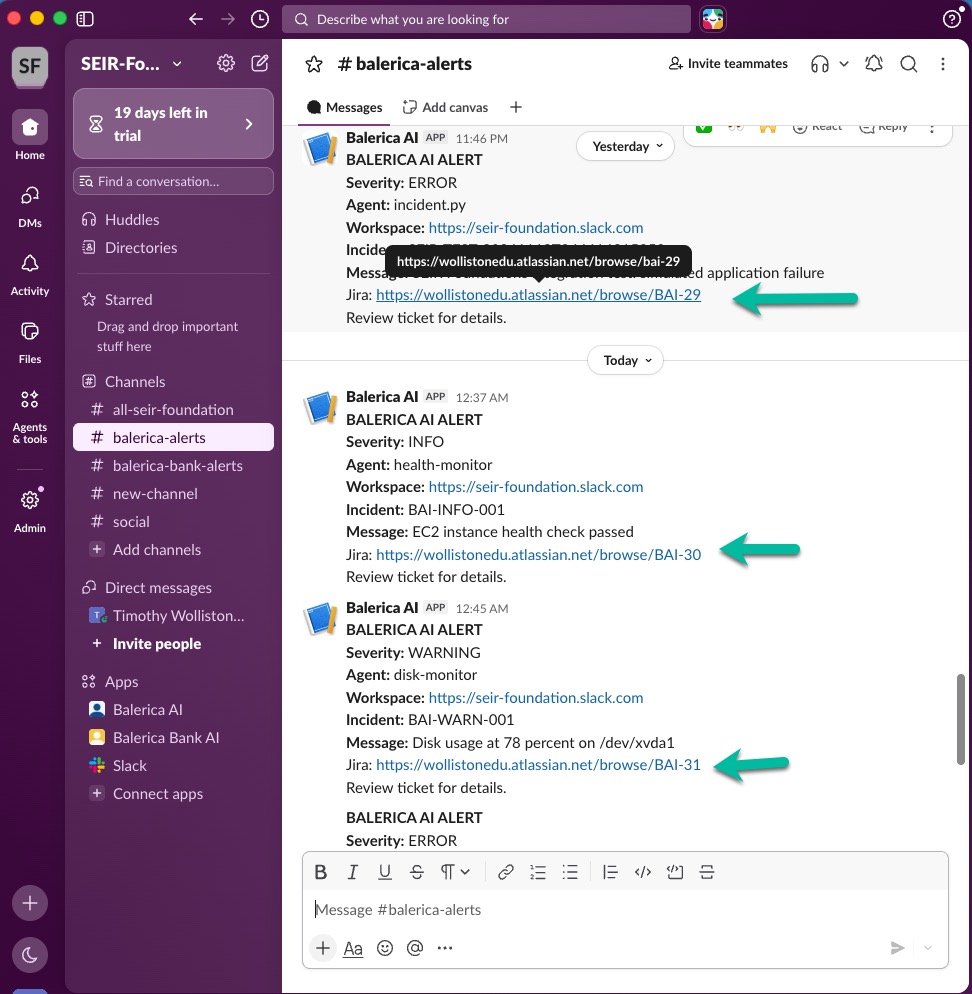 Describe what you are looking for
SF
Home
DMs
Activity
Files
Agents
& tools
Admin
SEIR-Fo...
19 days left in
trial
Find a conversation...
Huddles
Directories
Starred
Drag and drop important
stuff here
Channels
# all-seir-foundation
# balerica-alerts
# balerica-bank-alerts
# new-channel
# social
+ Add channels
Direct messages
T Timothy Wolliston...
+ Invite people
Apps
Balerica AI
Balerica Bank AI
Slack
+ Connect apps
# balerica-alerts
Invite teammates
Messages
Add canvas
Yesterday
React
Reply
Balerica AI APP 11:46 PM
BALERICA AI ALERT
Severity: ERROR
Agent: incident.py
Workspace: https://seir-foundation.slack.com
Incide
https://wollistonedu.atlassian.net/browse/bai-29
Messag d application failure
Jira: https://wollistonedu.atlassian.net/browse/BAI-29
Review ticket for details.
Today
Balerica AI APP 12:37 AM
BALERICA AI ALERT
Severity: INFO
Agent: health-monitor
Workspace: https://seir-foundation.slack.com
Incident: BAI-INFO-001
Message: EC2 instance health check passed
Jira: https://wollistonedu.atlassian.net/browse/BAI-30
Review ticket for details.
Balerica AI APP 12:45 AM
BALERICA AI ALERT
Severity: WARNING
Agent: disk-monitor
Workspace: https://seir-foundation.slack.com
Incident: BAI-WARN-001
Message: Disk usage at 78 percent on /dev/xvda1
Jira: https://wollistonedu.atlassian.net/browse/BAI-31
Review ticket for details.
BALERICA AI ALERT
Severity: ERROR
B I U S
Message #balerica-alerts
Aa